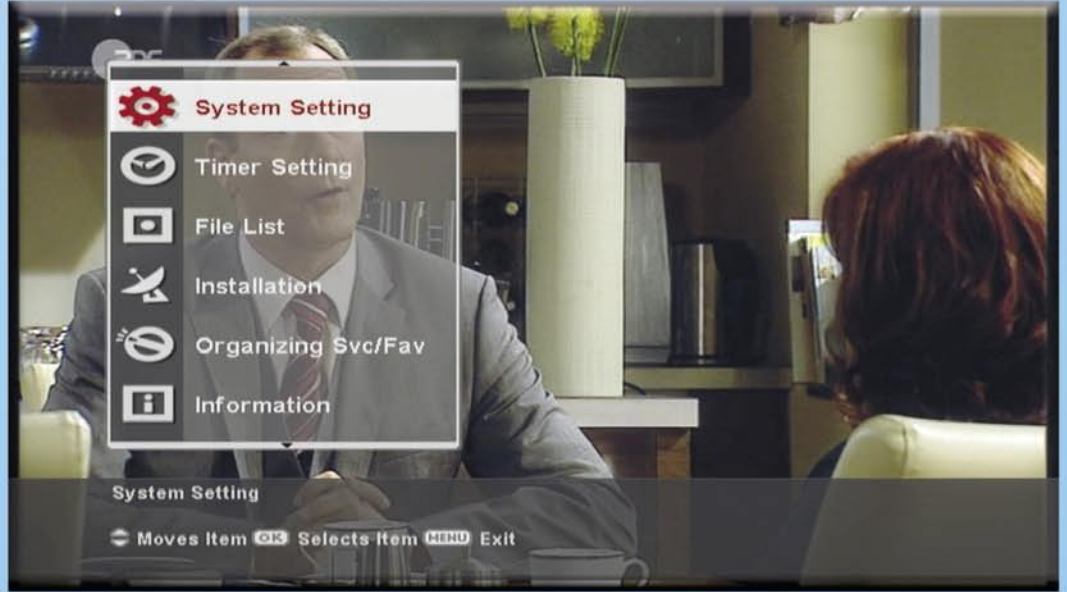 ZDF
System Setting
Timer Setting
File List
Installation
Organizing Svc/Fav
Information
System Setting
Moves Item OK Selects Item MENU Exit